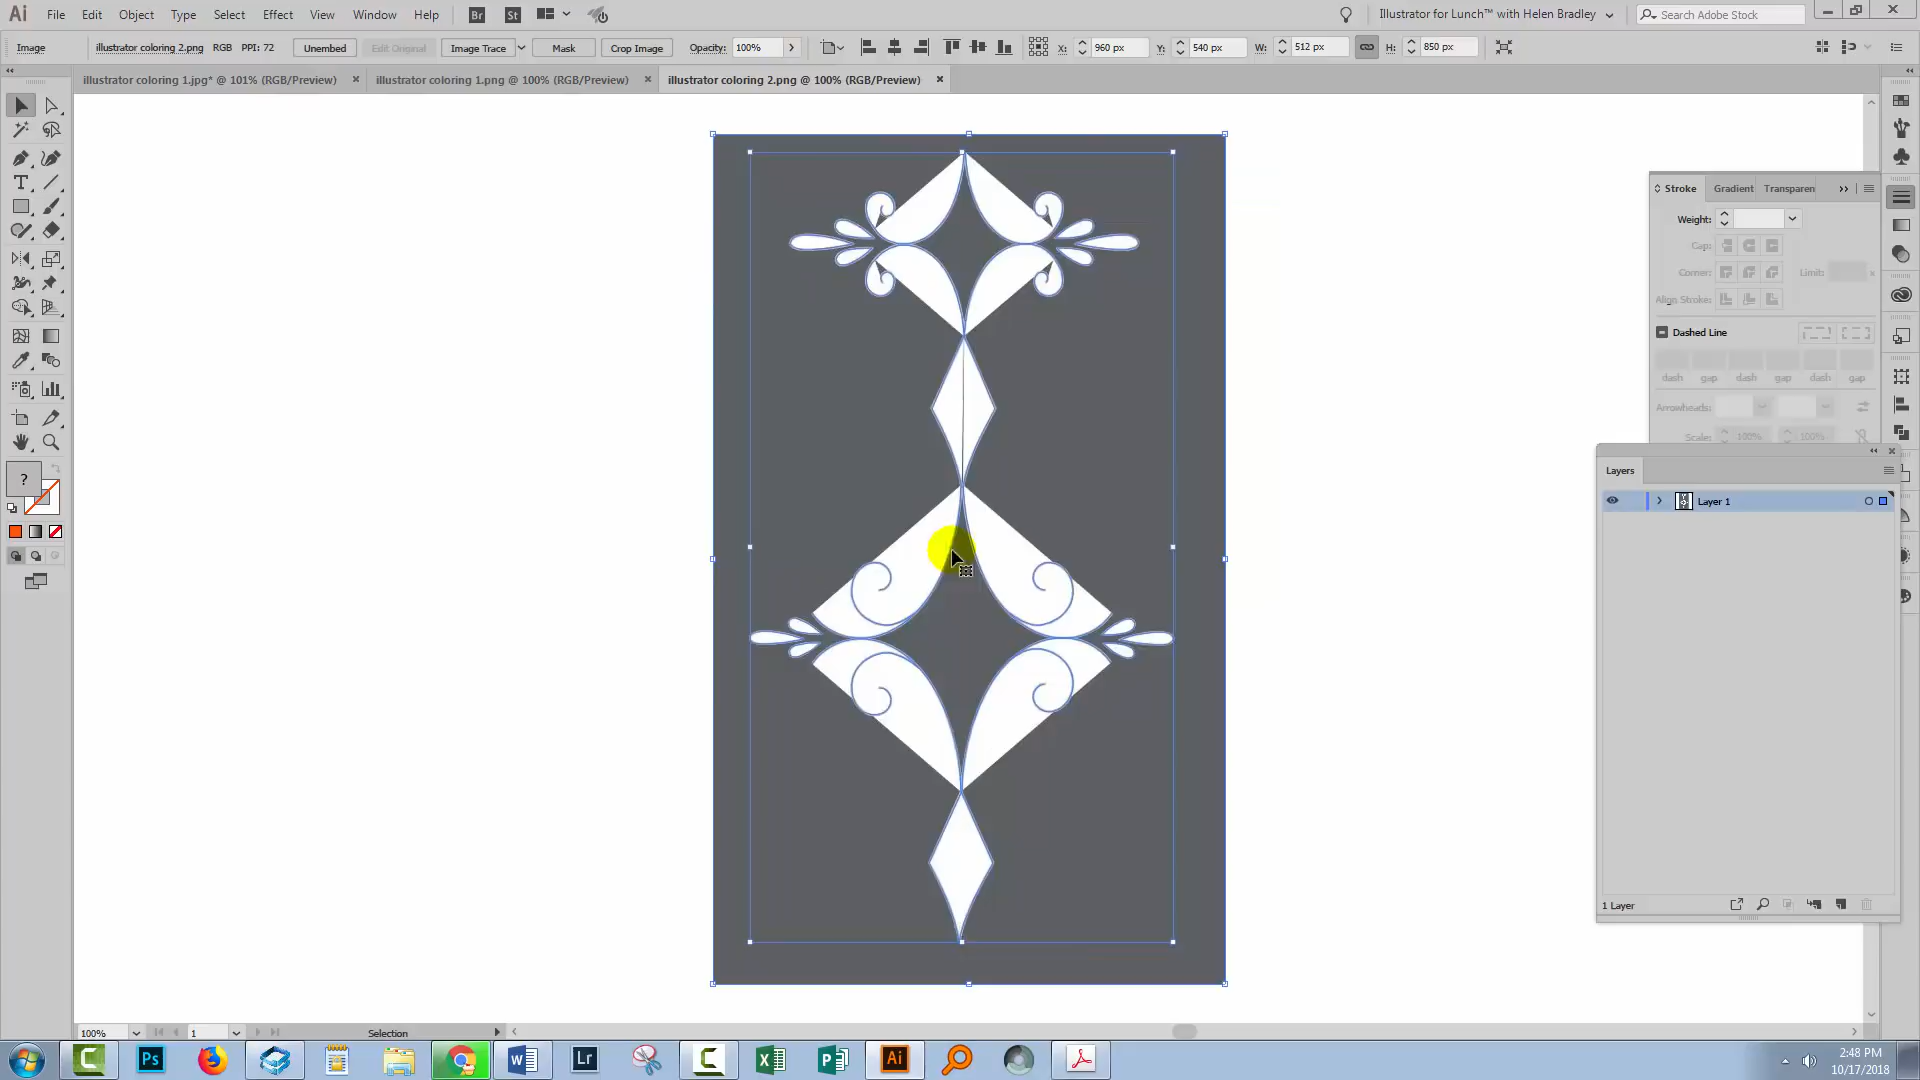 Ai File Edit Object Type Select Effect View Window Help Br St Illustrator for Lunch™ with Helen Bradley Search Adobe Stock
Image illustrator coloring 2.png RGB PPI: 72 Unembed Edit Original Image Trace Mask Crop Image Opacity: 100% X: 960 px Y: 540 px W: 512 px H: 850 px
illustrator coloring 1.jpg* @ 101% (RGB/Preview) × illustrator coloring 1.png @ 100% (RGB/Preview) × illustrator coloring 2.png @ 100% (RGB/Preview) ×
Stroke Gradient Transparen
Weight:
Cap:
Corner: Limit: x
Align Stroke:
Dashed Line
dash gap dash gap dash gap
Arrowheads:
Scale: 100% 100%
Layers
Layer 1
?
1 Layer
100% 1 Selection
Ps W Lr C X P Ai
2:48 PM
10/17/2018